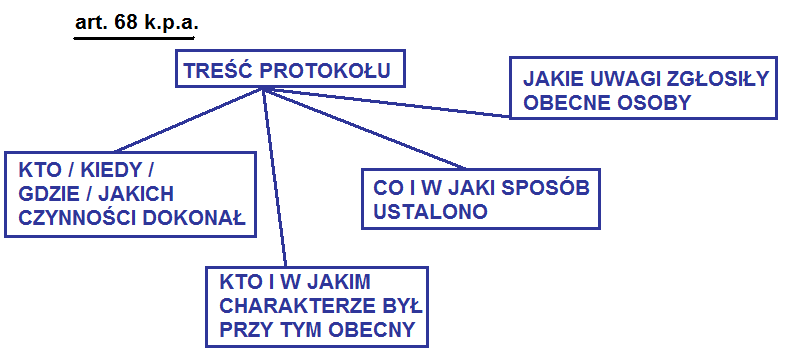 art. 68 k.p.a.
TREŚĆ PROTOKOŁU
JAKIE UWAGI ZGŁOSIŁY
OBECNE OSOBY
KTO / KIEDY /
GDZIE / JAKICH
CZYNNOŚCI DOKONAŁ
CO I W JAKI SPOSÓB
USTALONO
KTO I W JAKIM
CHARAKTERZE BYŁ
PRZY TYM OBECNY